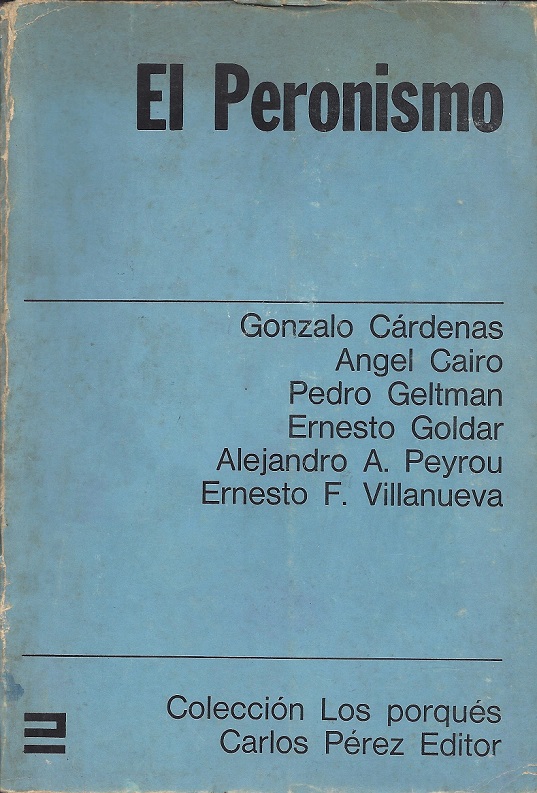 El Peronismo
Gonzalo Cárdenas
Angel Cairo
Pedro Geltman
Ernesto Goldar
Alejandro A. Peyrou
Ernesto F. Villanueva
Colección Los porqués
Carlos Pérez Editor